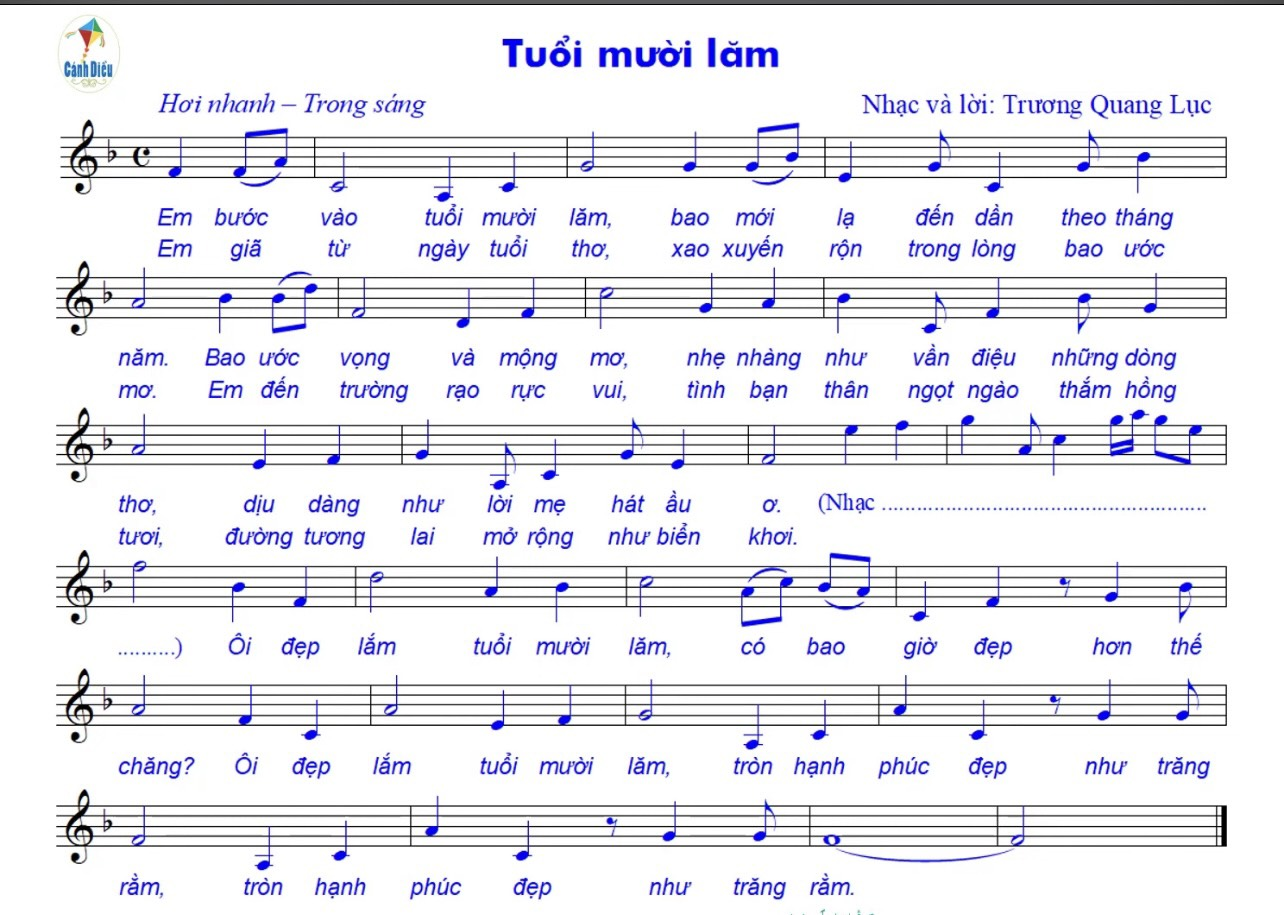 Cánh Diều
Tuổi mười lăm
Hơi nhanh – Trong sáng
Nhạc và lời: Trương Quang Lục
Em bước vào tuổi mười lăm, bao mới lạ đến dần theo tháng
Em giã từ ngày tuổi thơ, xao xuyến rộn trong lòng bao ước
năm. Bao ước vọng và mộng mơ, nhẹ nhàng như vần điệu những dòng
mơ. Em đến trường rạo rực vui, tình bạn thân ngọt ngào thắm hồng
thơ, dịu dàng như lời mẹ hát ầu ơ. (Nhạc ......................................................
tươi, đường tương lai mở rộng như biển khơi.
..........) Ôi đẹp lắm tuổi mười lăm, có bao giờ đẹp hơn thế
chăng? Ôi đẹp lắm tuổi mười lăm, tròn hạnh phúc đẹp như trăng
rằm, tròn hạnh phúc đẹp như trăng rằm.